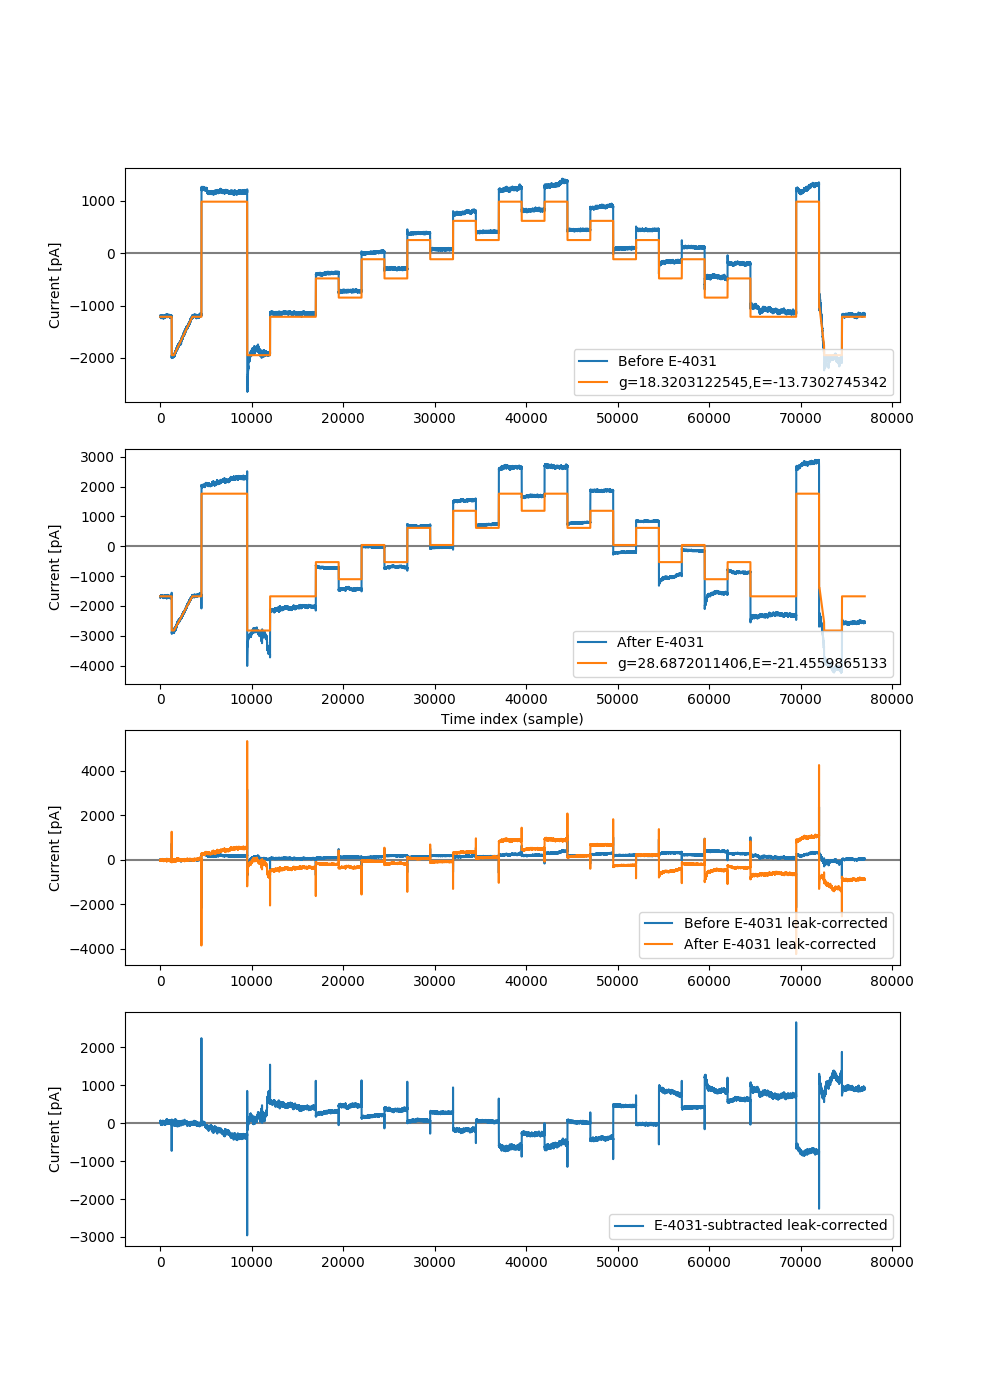 1000
0
−1000
−2000
Current [pA]
Before E-4031
g=18.3203122545,E=-13.7302745342
0 10000 20000 30000 40000 50000 60000 70000 80000
3000
2000
1000
0
−1000
−2000
−3000
−4000
Current [pA]
After E-4031
g=28.6872011406,E=-21.4559865133
0 10000 20000 30000 40000 50000 60000 70000 80000
Time index (sample)
4000
2000
0
−2000
−4000
Current [pA]
Before E-4031 leak-corrected
After E-4031 leak-corrected
0 10000 20000 30000 40000 50000 60000 70000 80000
2000
1000
0
−1000
−2000
−3000
Current [pA]
E-4031-subtracted leak-corrected
0 10000 20000 30000 40000 50000 60000 70000 80000